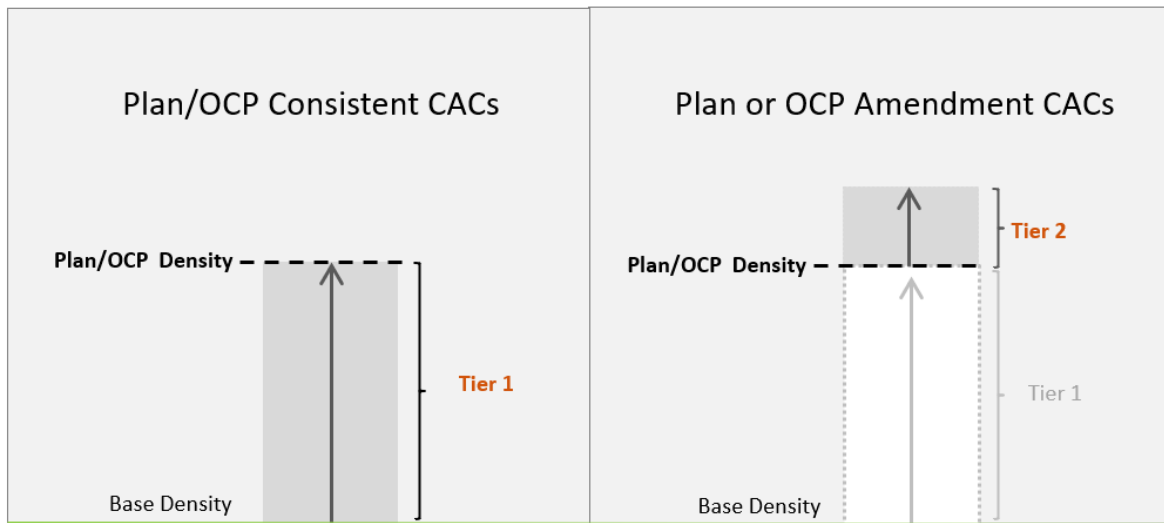 Plan/OCP Consistent CACs
Plan/OCP Density
Tier 1
Base Density
Plan or OCP Amendment CACs
Tier 2
Plan/OCP Density
Tier 1
Base Density